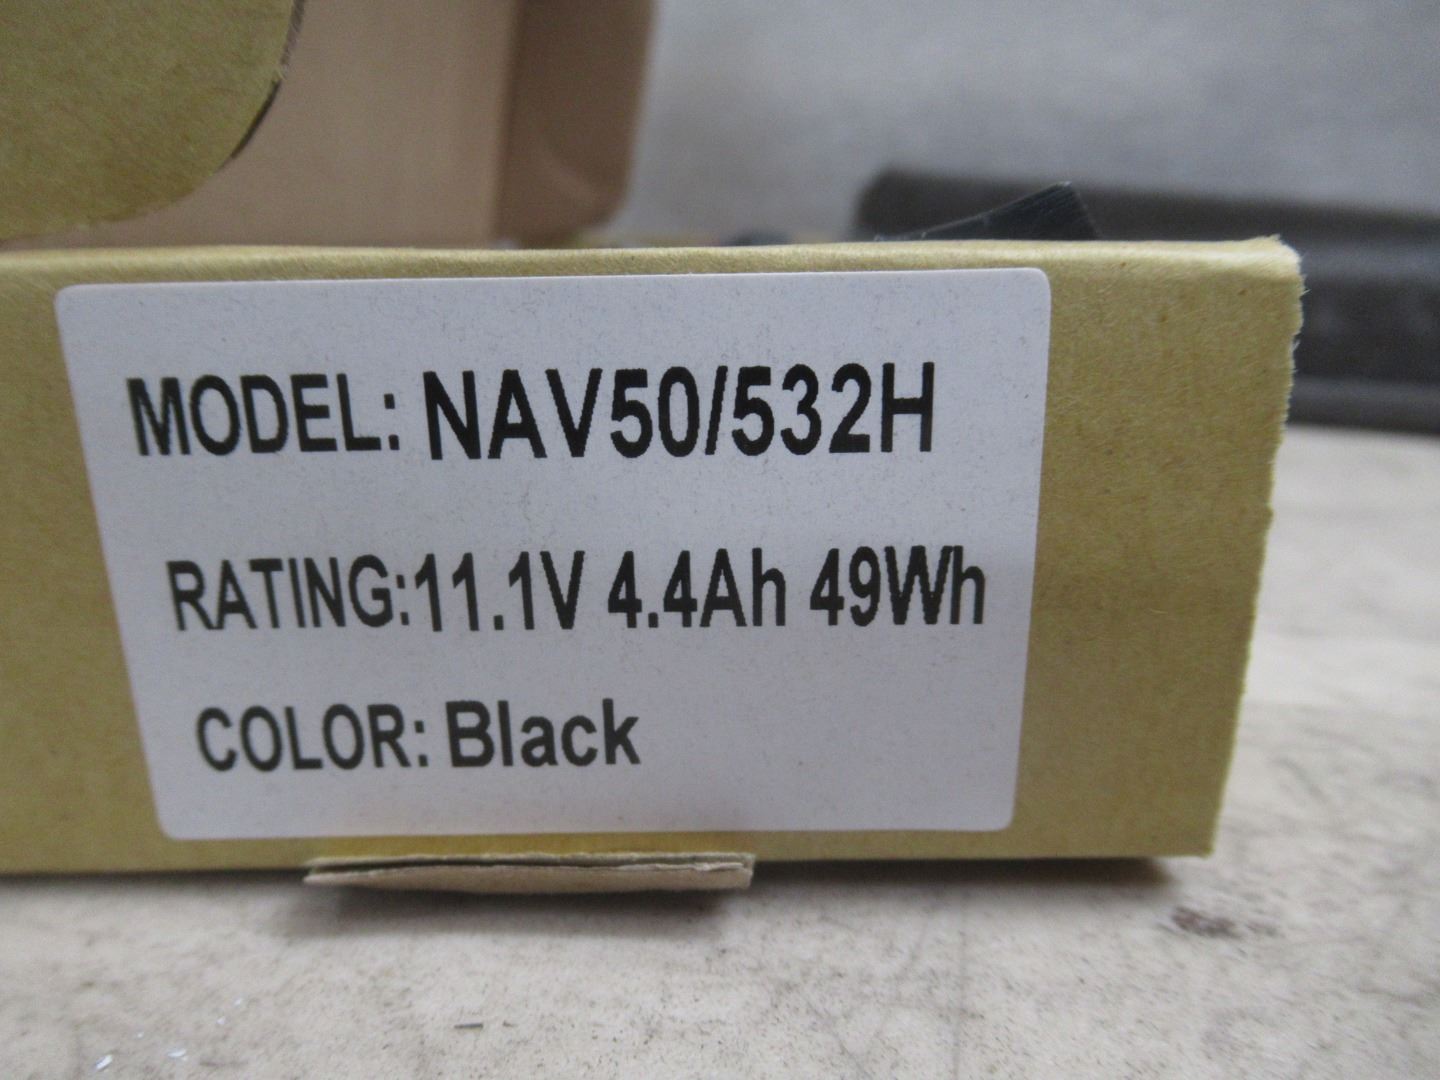 MODEL: NAV50/532H
RATING:11.1V 4.4Ah 49Wh
COLOR: Black